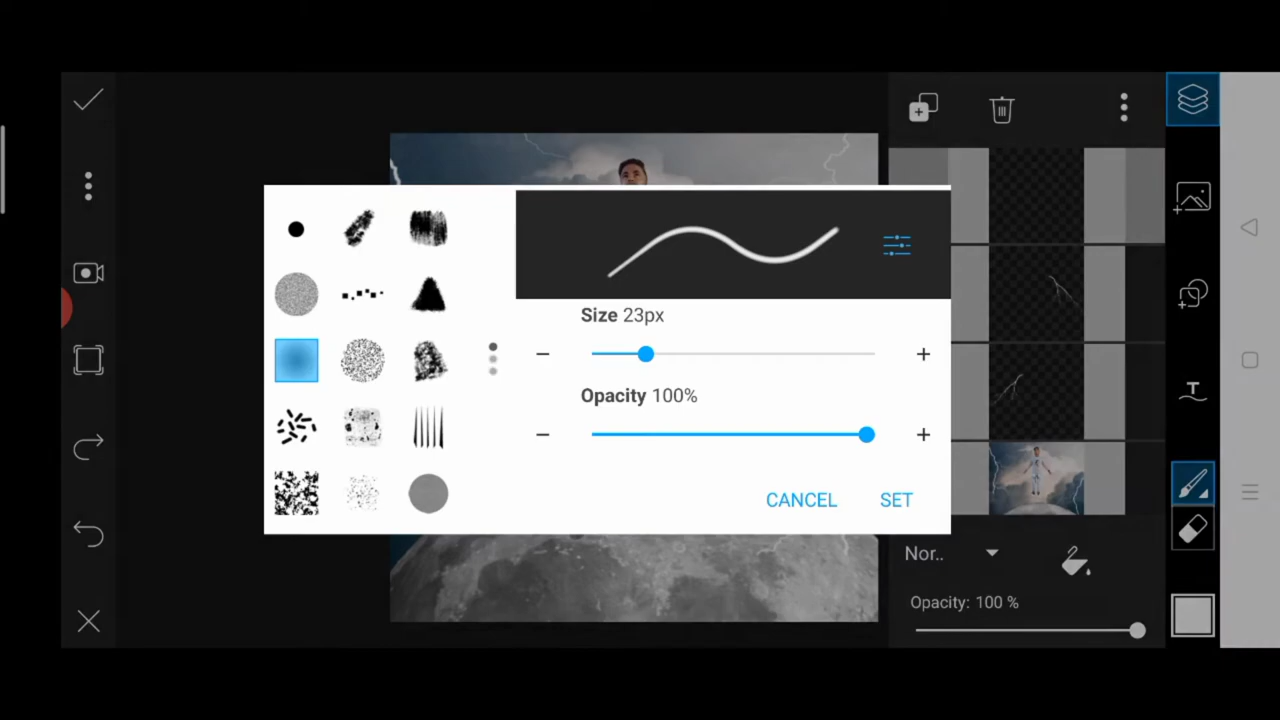 Size 23px
Opacity 100%
CANCEL SET
Nor..
Opacity: 100 %
T